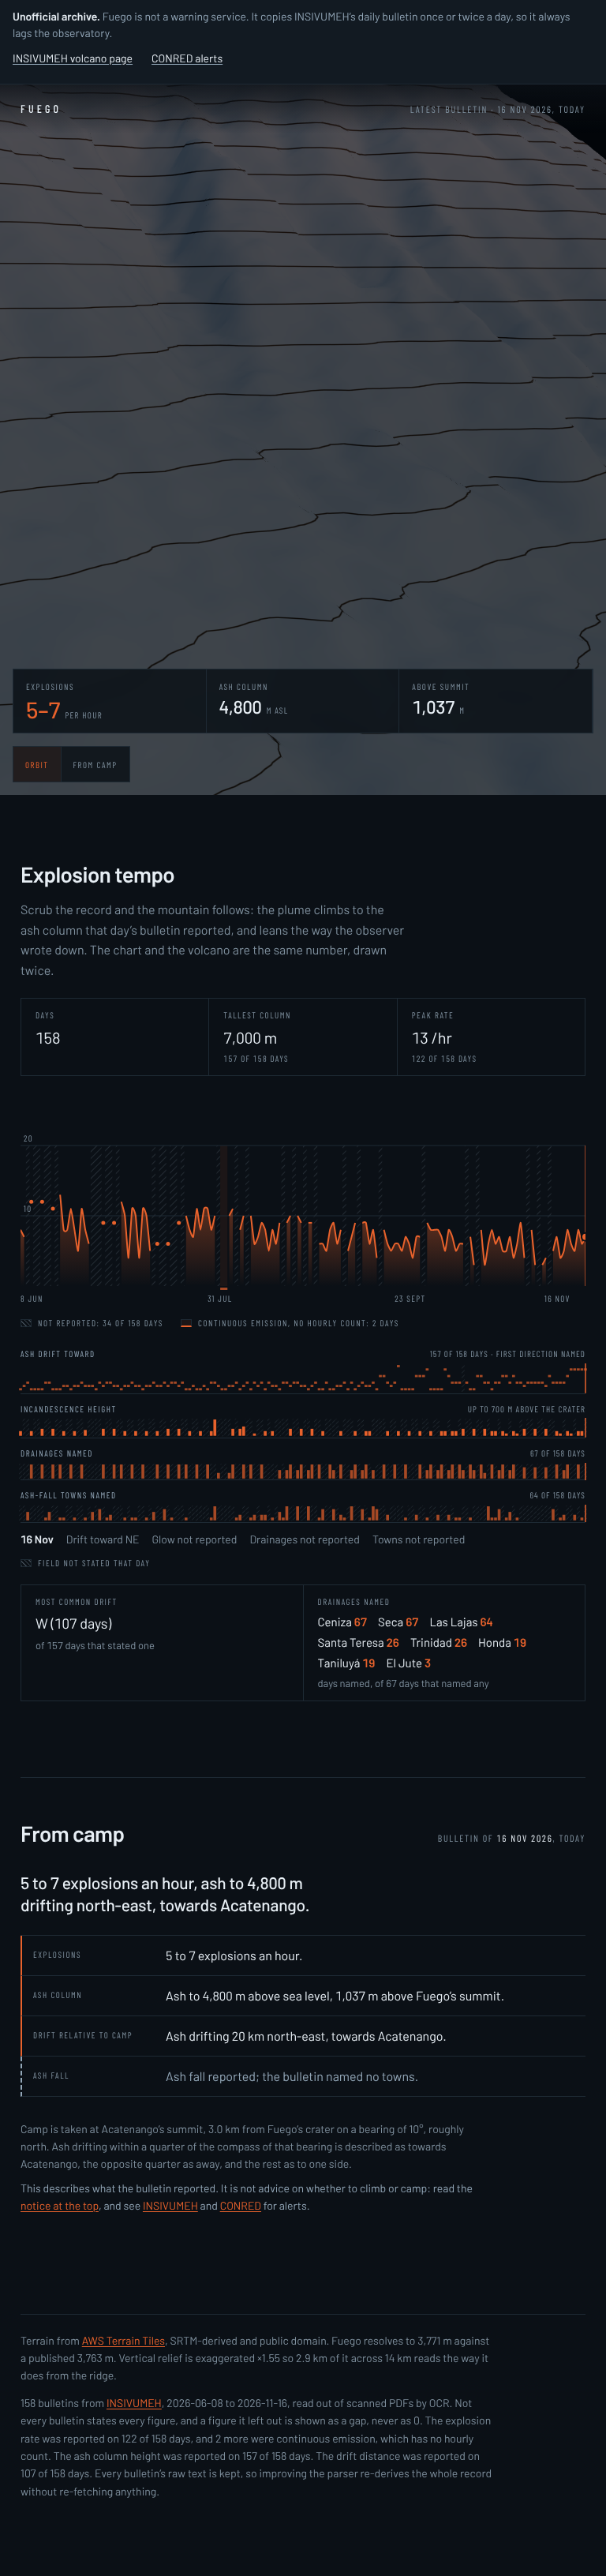 Unofficial archive. Fuego is not a warning service. It copies INSIVUMEH's daily bulletin once or twice a day, so it always
lags the observatory.
INSIVUMEH volcano page CONRED alerts
FUEGO
LATEST BULLETIN · 16 NOV 2026, TODAY
EXPLOSIONS
5–7 PER HOUR
ASH COLUMN
4,800 M ASL
ABOVE SUMMIT
1,037 M
ORBIT
FROM CAMP
Explosion tempo
Scrub the record and the mountain follows: the plume climbs to the
ash column that day's bulletin reported, and leans the way the observer
wrote down. The chart and the volcano are the same number, drawn
twice.
DAYS
158
TALLEST COLUMN
7,000 m
157 OF 158 DAYS
PEAK RATE
13 /hr
122 OF 158 DAYS
20
10
8 JUN
31 JUL
23 SEPT
16 NOV
NOT REPORTED: 34 OF 158 DAYS
CONTINUOUS EMISSION, NO HOURLY COUNT: 2 DAYS
ASH DRIFT TOWARD
157 OF 158 DAYS · FIRST DIRECTION NAMED
INCANDESCENCE HEIGHT
UP TO 700 M ABOVE THE CRATER
DRAINAGES NAMED
67 OF 158 DAYS
ASH-FALL TOWNS NAMED
64 OF 158 DAYS
16 Nov Drift toward NE Glow not reported Drainages not reported Towns not reported
FIELD NOT STATED THAT DAY
MOST COMMON DRIFT
W (107 days)
of 157 days that stated one
DRAINAGES NAMED
Ceniza 67 Seca 67 Las Lajas 64
Santa Teresa 26 Trinidad 26 Honda 19
Taniluyá 19 El Jute 3
days named, of 67 days that named any
From camp
BULLETIN OF 16 NOV 2026, TODAY
5 to 7 explosions an hour, ash to 4,800 m
drifting north-east, towards Acatenango.
EXPLOSIONS
5 to 7 explosions an hour.
ASH COLUMN
Ash to 4,800 m above sea level, 1,037 m above Fuego's summit.
DRIFT RELATIVE TO CAMP
Ash drifting 20 km north-east, towards Acatenango.
ASH FALL
Ash fall reported; the bulletin named no towns.
Camp is taken at Acatenango's summit, 3.0 km from Fuego's crater on a bearing of 10°, roughly
north. Ash drifting within a quarter of the compass of that bearing is described as towards
Acatenango, the opposite quarter as away, and the rest as to one side.
This describes what the bulletin reported. It is not advice on whether to climb or camp: read the
notice at the top, and see INSIVUMEH and CONRED for alerts.
Terrain from AWS Terrain Tiles, SRTM-derived and public domain. Fuego resolves to 3,771 m against
a published 3,763 m. Vertical relief is exaggerated ×1.55 so 2.9 km of it across 14 km reads the way it
does from the ridge.
158 bulletins from INSIVUMEH, 2026-06-08 to 2026-11-16, read out of scanned PDFs by OCR. Not
every bulletin states every figure, and a figure it left out is shown as a gap, never as 0. The explosion
rate was reported on 122 of 158 days, and 2 more were continuous emission, which has no hourly
count. The ash column height was reported on 157 of 158 days. The drift distance was reported on
107 of 158 days. Every bulletin's raw text is kept, so improving the parser re-derives the whole record
without re-fetching anything.